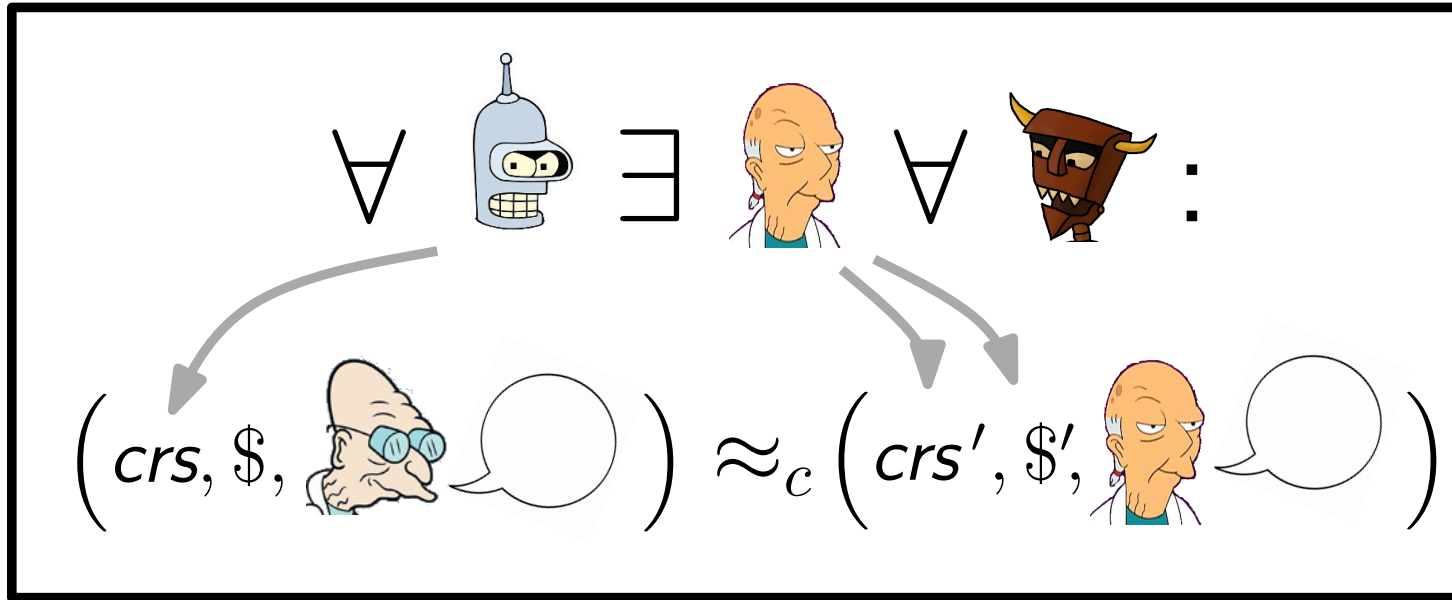 ∀ ∃ ∀ :
( crs, $, ) ≈c ( crs′, $′, )